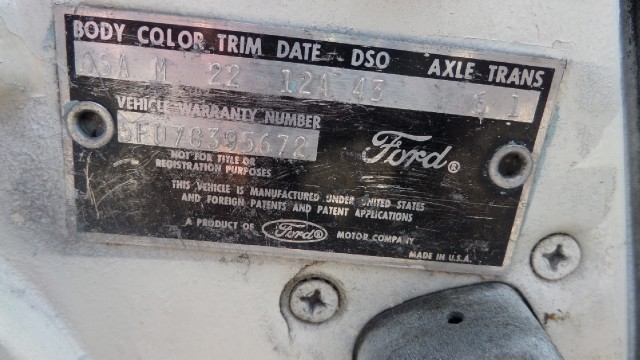 BODY COLOR TRIM DATE DSO AXLE TRANS
65A M 22 12A 43 6 1
VEHICLE WARRANTY NUMBER
5F07C395672
NOT FOR TITLE OR
REGISTRATION PURPOSES
Ford®
THIS VEHICLE IS MANUFACTURED UNDER UNITED STATES
AND FOREIGN PATENTS AND PATENT APPLICATIONS
A PRODUCT OF Ford® MOTOR COMPANY
MADE IN U.S.A.